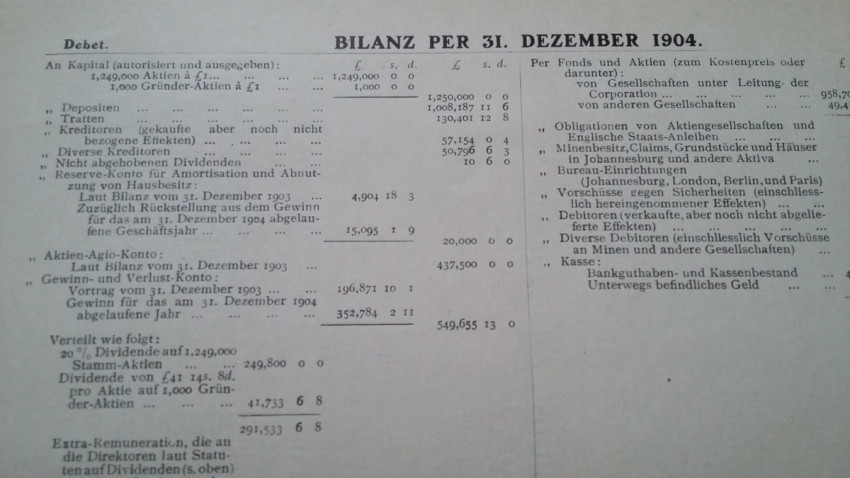 Debet.
BILANZ PER 31. DEZEMBER 1904.
An Kapital (autorisiert und ausgegeben): £ s. d. £ s. d.
1,249,000 Aktien à £1... ... ... ... 1,249,000 0 0
1,000 Gründer-Aktien à £1 ... ... 1,000 0 0
1,250,000 0 0
„ Depositen ... ... ... ... ... ... 1,008,187 11 6
„ Tratten ... ... ... ... ... ... 130,401 12 8
„ Kreditoren (gekaufte aber noch nicht
bezogene Effekten) ... ... ... ... 57,154 0 4
„ Diverse Kreditoren ... ... ... ... 50,796 6 3
„ Nicht abgehobenen Dividenden ... ... 10 6 0
„ Reserve-Konto für Amortisation und Abnut-
zung von Hausbesitz:
Laut Bilanz vom 31. Dezember 1903 ... 4,904 18 3
Zuzüglich Rückstellung aus dem Gewinn
für das am 31. Dezember 1904 abgelau-
fene Geschäftsjahr ... ... ... ... 15,095 1 9
20,000 0 0
„ Aktien-Agio-Konto:
Laut Bilanz vom 31. Dezember 1903 ... 437,500 0 0
„ Gewinn- und Verlust-Konto:
Vortrag vom 31. Dezember 1903 ... ... 196,871 10 1
Gewinn für das am 31. Dezember 1904
abgelaufene Jahr ... ... ... ... 352,784 2 11
549,655 13 0
Verteilt wie folgt:
20 % Dividende auf 1,249,000
Stamm-Aktien ... ... 249,800 0 0
Dividende von £41 14s. 8d.
pro Aktie auf 1,000 Grün-
der-Aktien ... ... ... 41,733 6 8
291,533 6 8
Extra-Remuneration, die an
die Direktoren laut Statu-
ten auf Dividenden (s. oben)
Per Fonds und Aktien (zum Kostenpreis oder £
darunter):
von Gesellschaften unter Leitung der
Corporation ... ... ... ... ...
von anderen Gesellschaften ... ...
„ Obligationen von Aktiengesellschaften und
Englische Staats-Anleihen ... ... ...
„ Minenbesitz, Claims, Grundstücke und Häuser
in Johannesburg und andere Aktiva ...
„ Bureau-Einrichtungen
(Johannesburg, London, Berlin, und Paris)
„ Vorschüsse gegen Sicherheiten (einschliess-
lich hereingenommener Effekten) ... ...
„ Debitoren (verkaufte, aber noch nicht abgelie-
ferte Effekten) ... ... ... ... ...
„ Diverse Debitoren (einschliesslich Vorschüsse
an Minen und andere Gesellschaften) ...
„ Kasse:
Bankguthaben- und Kassenbestand ...
Unterwegs befindliches Geld ... ...